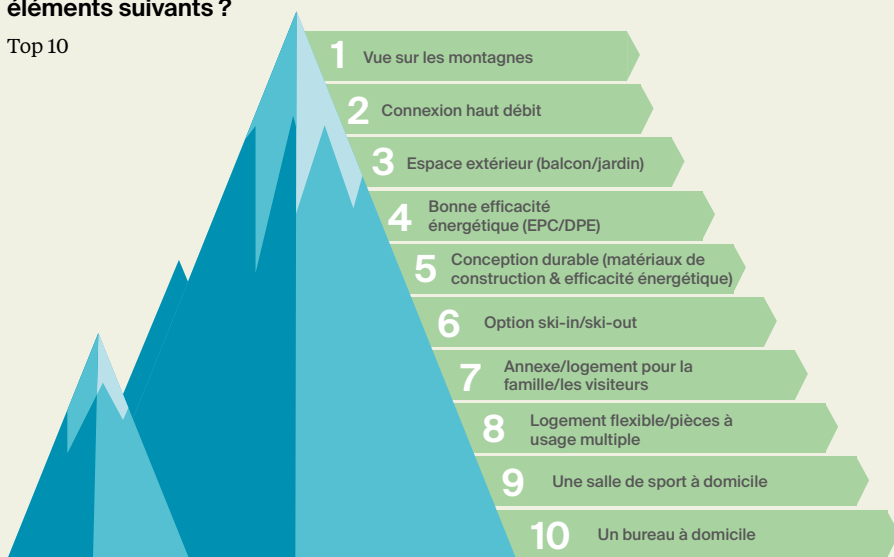 éléments suivants ?
Top 10
1 Vue sur les montagnes
2 Connexion haut débit
3 Espace extérieur (balcon/jardin)
4 Bonne efficacité
énergétique (EPC/DPE)
5 Conception durable (matériaux de
construction & efficacité énergétique)
6 Option ski-in/ski-out
7 Annexe/logement pour la
famille/les visiteurs
8 Logement flexible/pièces à
usage multiple
9 Une salle de sport à domicile
10 Un bureau à domicile